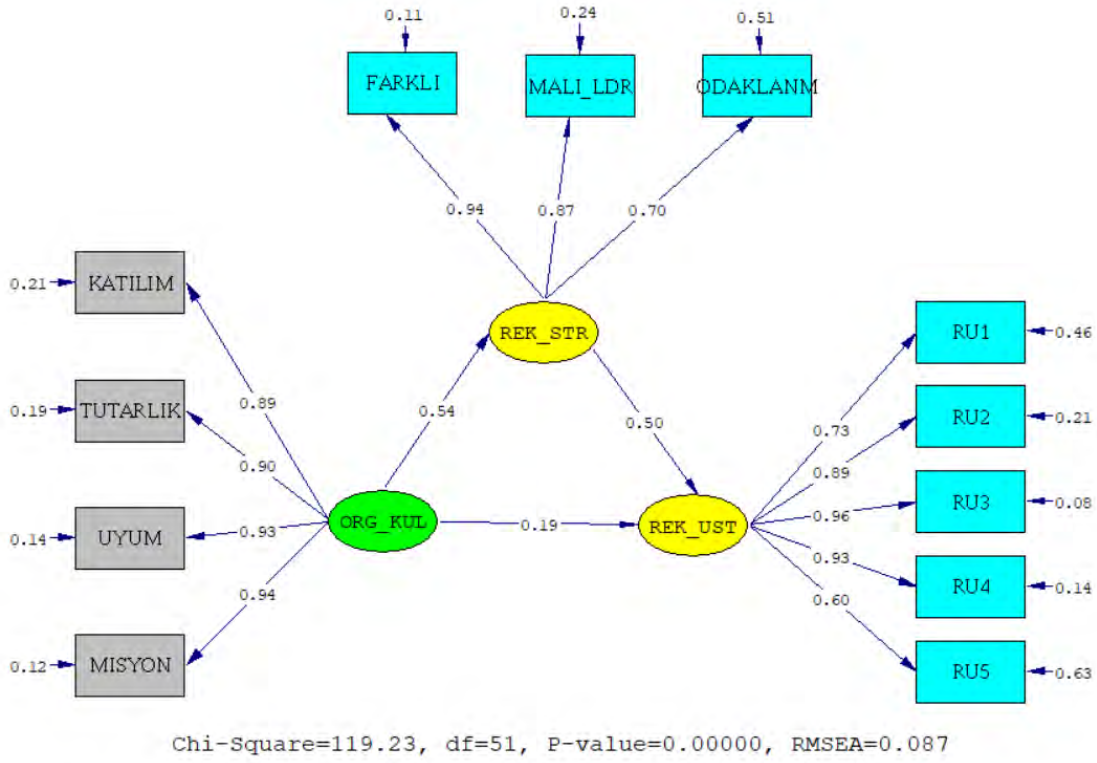 0.11 0.24 0.51
FARKLI MALI_LDR ODAKLANM
0.94 0.87 0.70
0.21 KATILIM
REK_STR
RU1 0.46
0.19 TUTARLIK 0.89
0.54 0.50
RU2 0.21
0.73
0.90 0.89
RU3 0.08
0.14 UYUM 0.93 ORG_KUL 0.19 REK_UST 0.96
0.93
RU4 0.14
0.94 0.60
0.12 MISYON
RU5 0.63
Chi-Square=119.23, df=51, P-value=0.00000, RMSEA=0.087